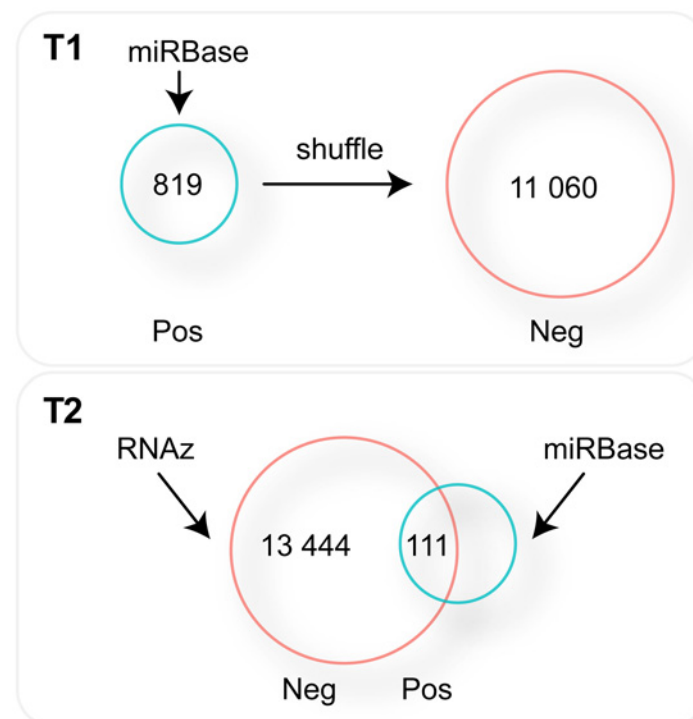 T1
miRBase
819
shuffle
11 060
Pos
Neg
T2
RNAz
miRBase
13 444
111
Neg
Pos